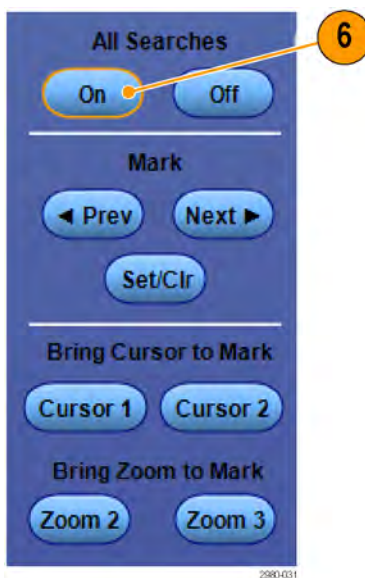 All Searches
6
On Off
Mark
◄ Prev Next ►
Set/Clr
Bring Cursor to Mark
Cursor 1 Cursor 2
Bring Zoom to Mark
Zoom 2 Zoom 3
2980-031